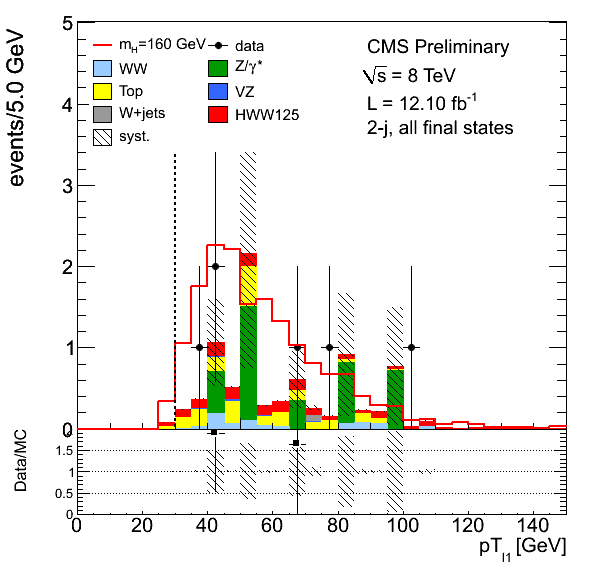 events/5.0 GeV
5
4
3
2
1
0
m_H=160 GeV
data
WW
Z/γ*
Top
VZ
W+jets
HWW125
syst.
CMS Preliminary
√s = 8 TeV
L = 12.10 fb⁻¹
2-j, all final states
Data/MC
2
1.5
1
0.5
0
0 20 40 60 80 100 120 140
pT_l1 [GeV]